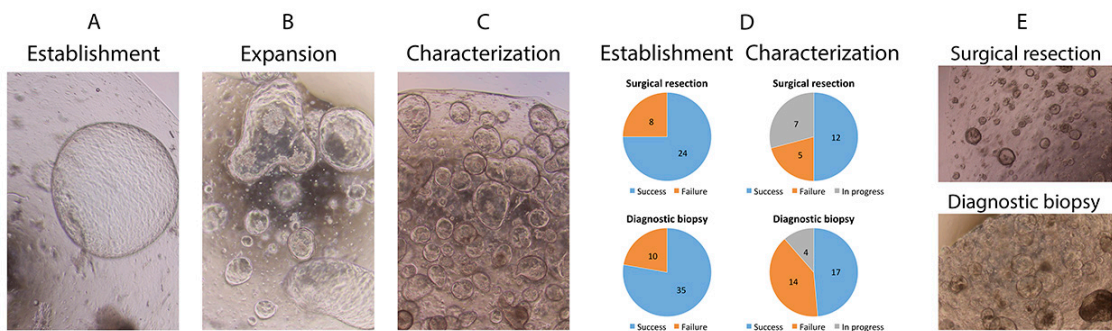 A
Establishment
B
Expansion
C
Characterization
D
Establishment Characterization
Surgical resection
8
24
Success Failure
Surgical resection
7
12
5
Success Failure In progress
Diagnostic biopsy
10
35
Success Failure
Diagnostic biopsy
4
17
14
Success Failure In progress
E
Surgical resection
Diagnostic biopsy